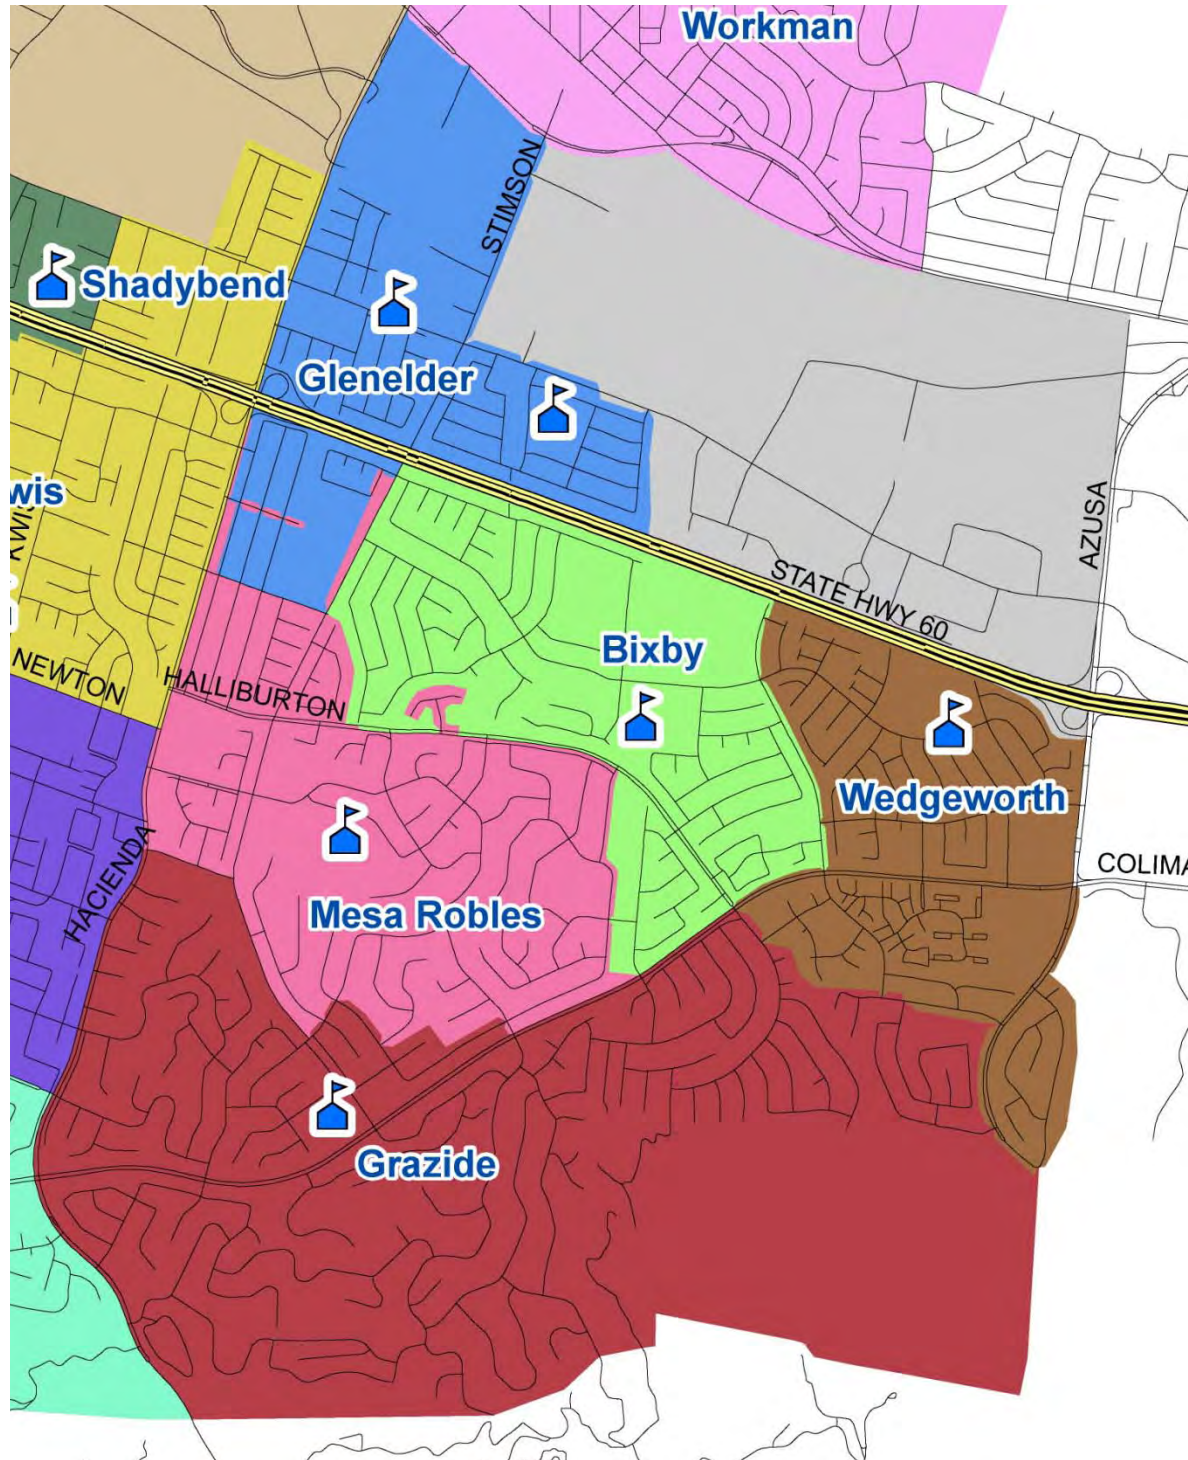 Workman
STIMSON
Shadybend
Glenelder
wis
AZUSA
STATE HWY 60
Bixby
NEWTON
HALLIBURTON
Wedgeworth
HACIENDA
COLIMA
Mesa Robles
Grazide